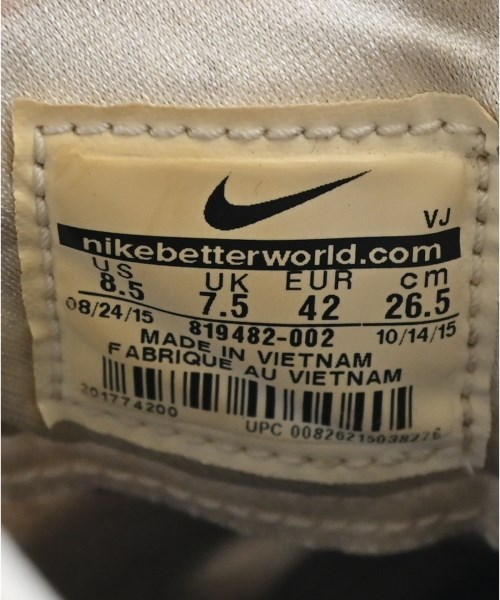 VJ
nikebetterworld.com
US UK EUR cm
8.5 7.5 42 26.5
08/24/15 819482-002 10/14/15
MADE IN VIETNAM
FABRIQUE AU VIETNAM
201774200
UPC 00826215038276